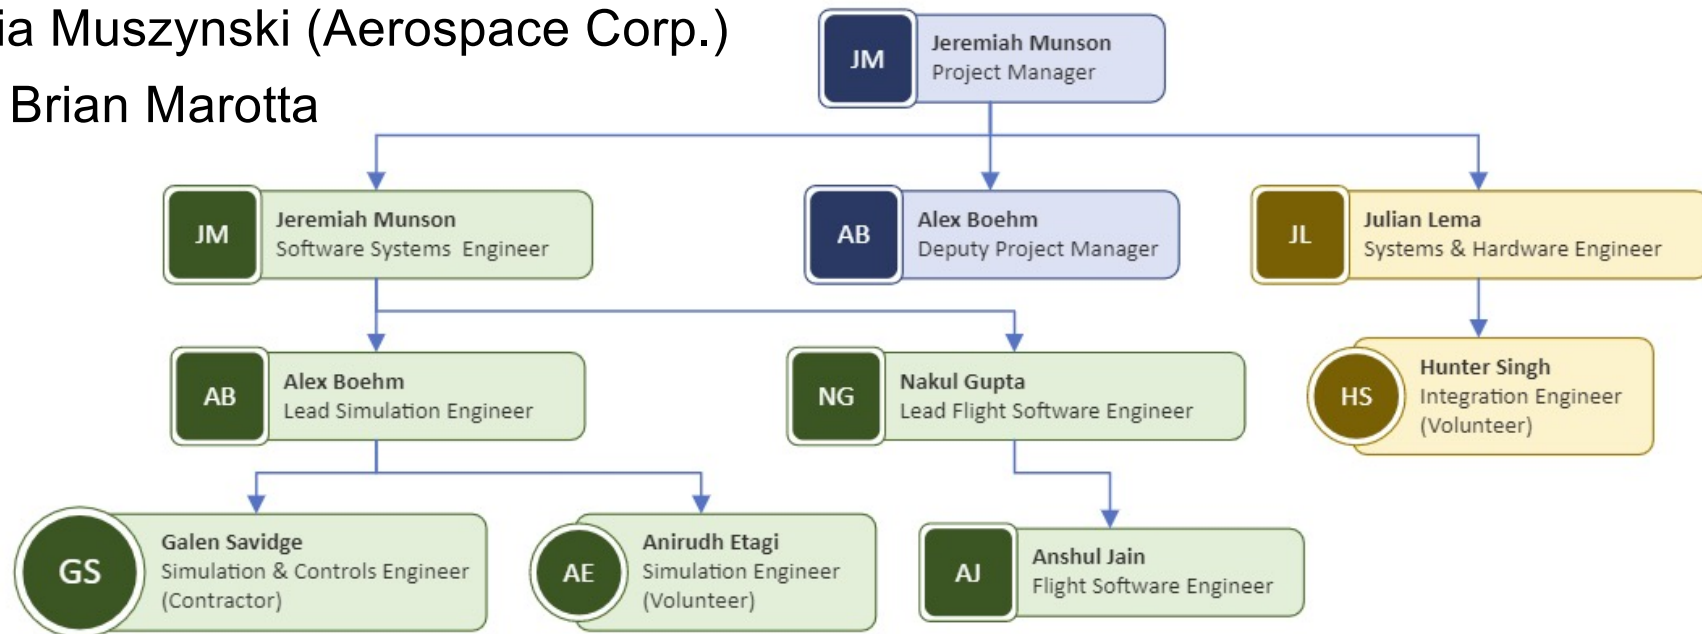 ia Muszynski (Aerospace Corp.)
Brian Marotta
JM
Jeremiah Munson
Project Manager
JM
Jeremiah Munson
Software Systems Engineer
AB
Alex Boehm
Deputy Project Manager
JL
Julian Lema
Systems & Hardware Engineer
AB
Alex Boehm
Lead Simulation Engineer
NG
Nakul Gupta
Lead Flight Software Engineer
HS
Hunter Singh
Integration Engineer
(Volunteer)
GS
Galen Savidge
Simulation & Controls Engineer
(Contractor)
AE
Anirudh Etagi
Simulation Engineer
(Volunteer)
AJ
Anshul Jain
Flight Software Engineer